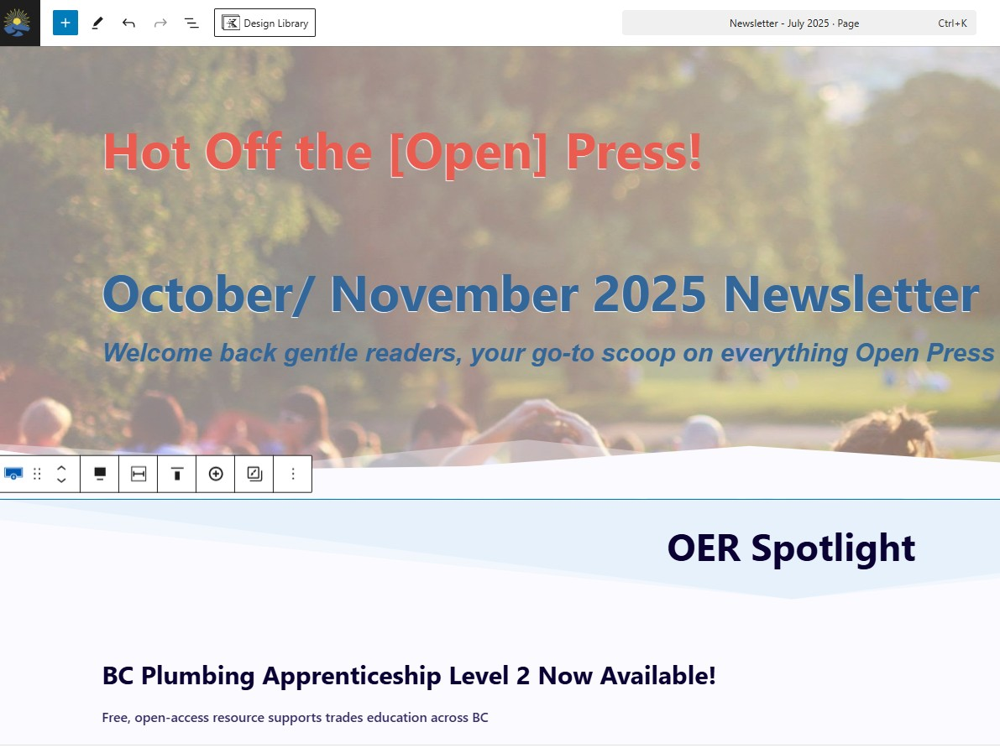 Design Library
Newsletter - July 2025 · Page
Ctrl+K
Hot Off the [Open] Press!
October/ November 2025 Newsletter
Welcome back gentle readers, your go-to scoop on everything Open Press
OER Spotlight
BC Plumbing Apprenticeship Level 2 Now Available!
Free, open-access resource supports trades education across BC